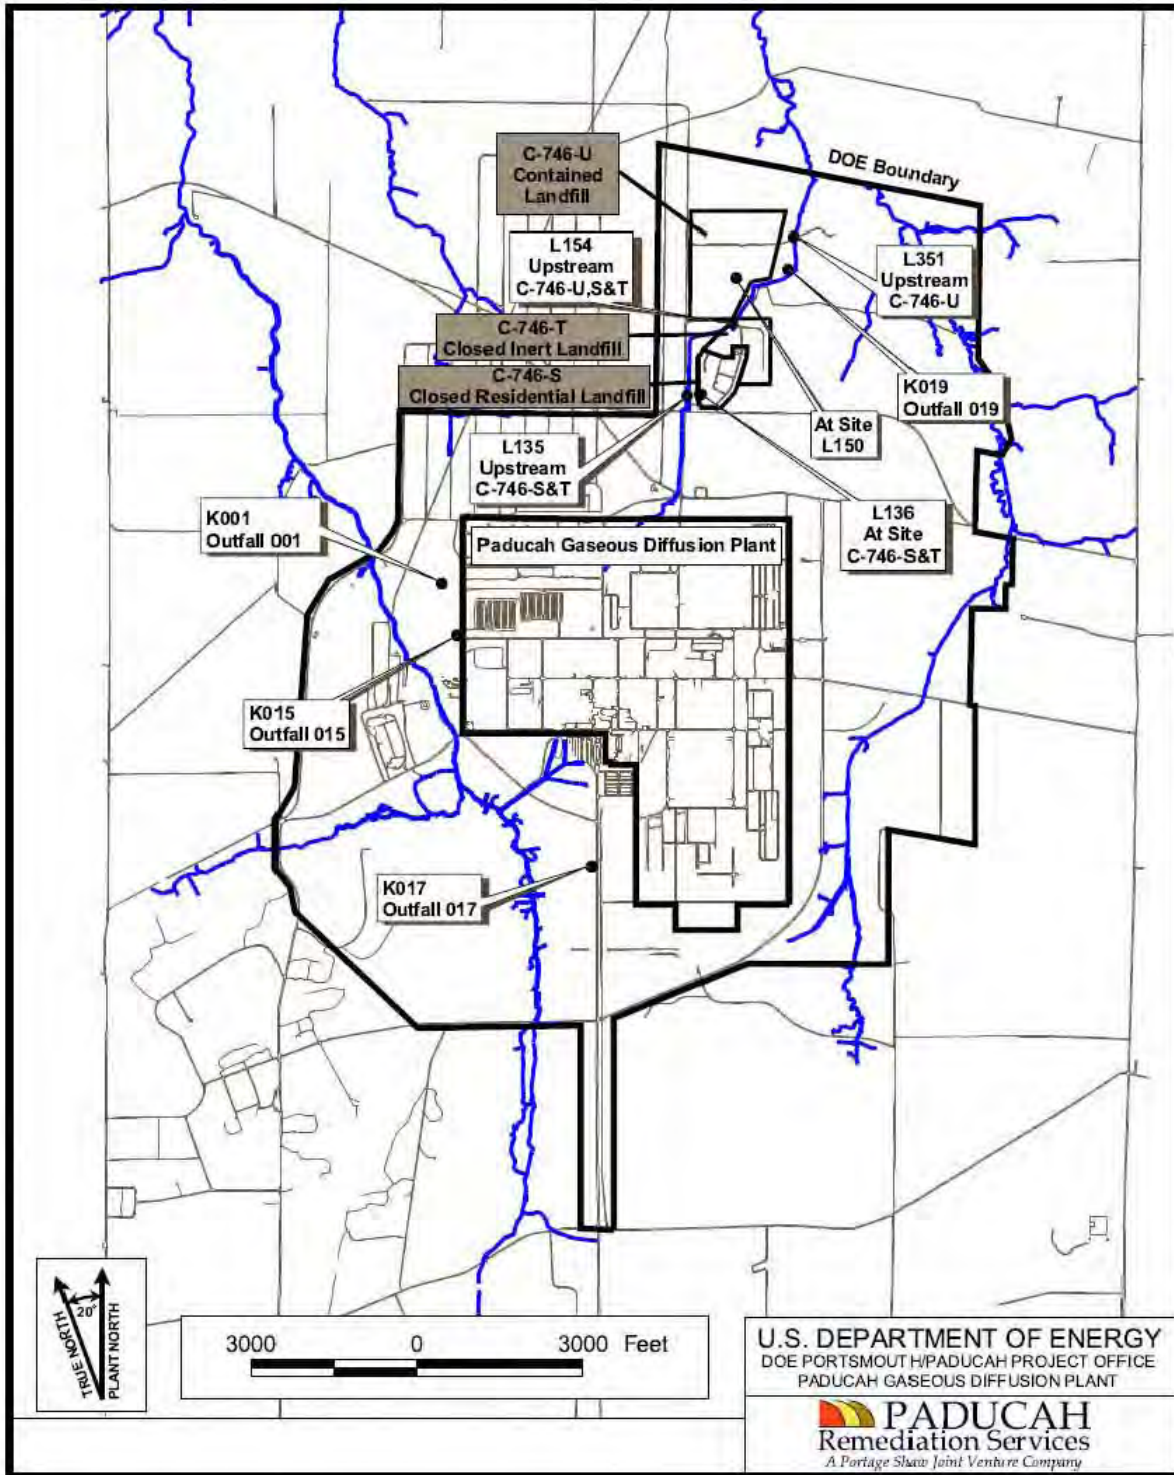 C-746-U
Contained
Landfill
DOE Boundary
L154
Upstream
C-746-U,S&T
L351
Upstream
C-746-U
C-746-T
Closed Inert Landfill
C-746-S
Closed Residential Landfill
K019
Outfall 019
At Site
L150
L135
Upstream
C-746-S&T
K001
Outfall 001
L136
At Site
C-746-S&T
Paducah Gaseous Diffusion Plant
K015
Outfall 015
K017
Outfall 017
20°
TRUE NORTH
PLANT NORTH
3000 0 3000 Feet
U.S. DEPARTMENT OF ENERGY
DOE PORTSMOUTH/PADUCAH PROJECT OFFICE
PADUCAH GASEOUS DIFFUSION PLANT
PADUCAH
Remediation Services
A Portage Shaw Joint Venture Company